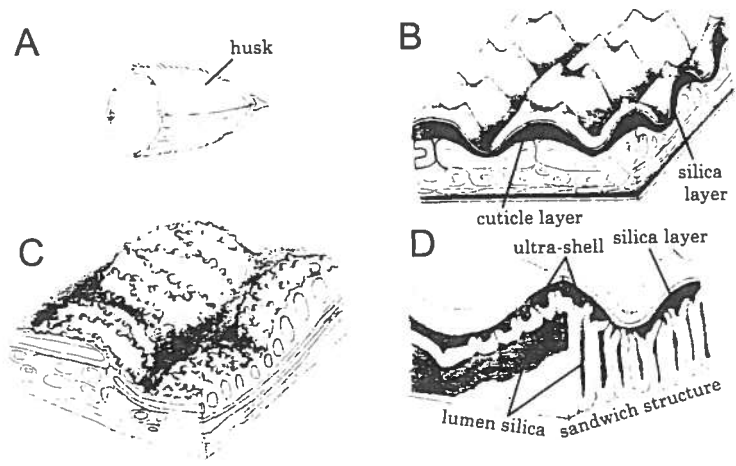 A
husk
B
silica
layer
cuticle layer
C
D
ultra-shell
silica layer
lumen silica
sandwich structure